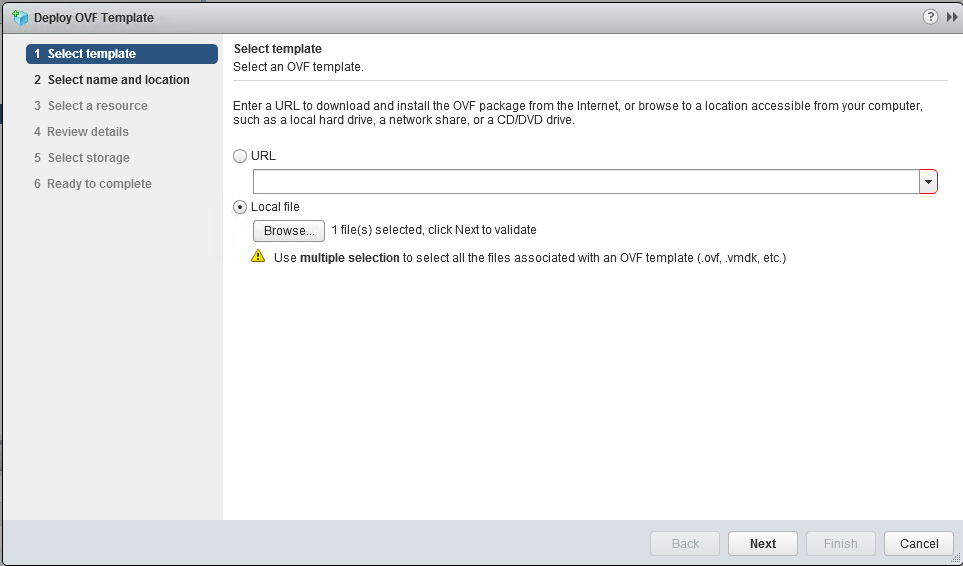 Deploy OVF Template
?
1 Select template
2 Select name and location
3 Select a resource
4 Review details
5 Select storage
6 Ready to complete
Select template
Select an OVF template.
Enter a URL to download and install the OVF package from the Internet, or browse to a location accessible from your computer,
such as a local hard drive, a network share, or a CD/DVD drive.
URL
Local file
Browse... 1 file(s) selected, click Next to validate
Use multiple selection to select all the files associated with an OVF template (.ovf, .vmdk, etc.)
Back Next Finish Cancel